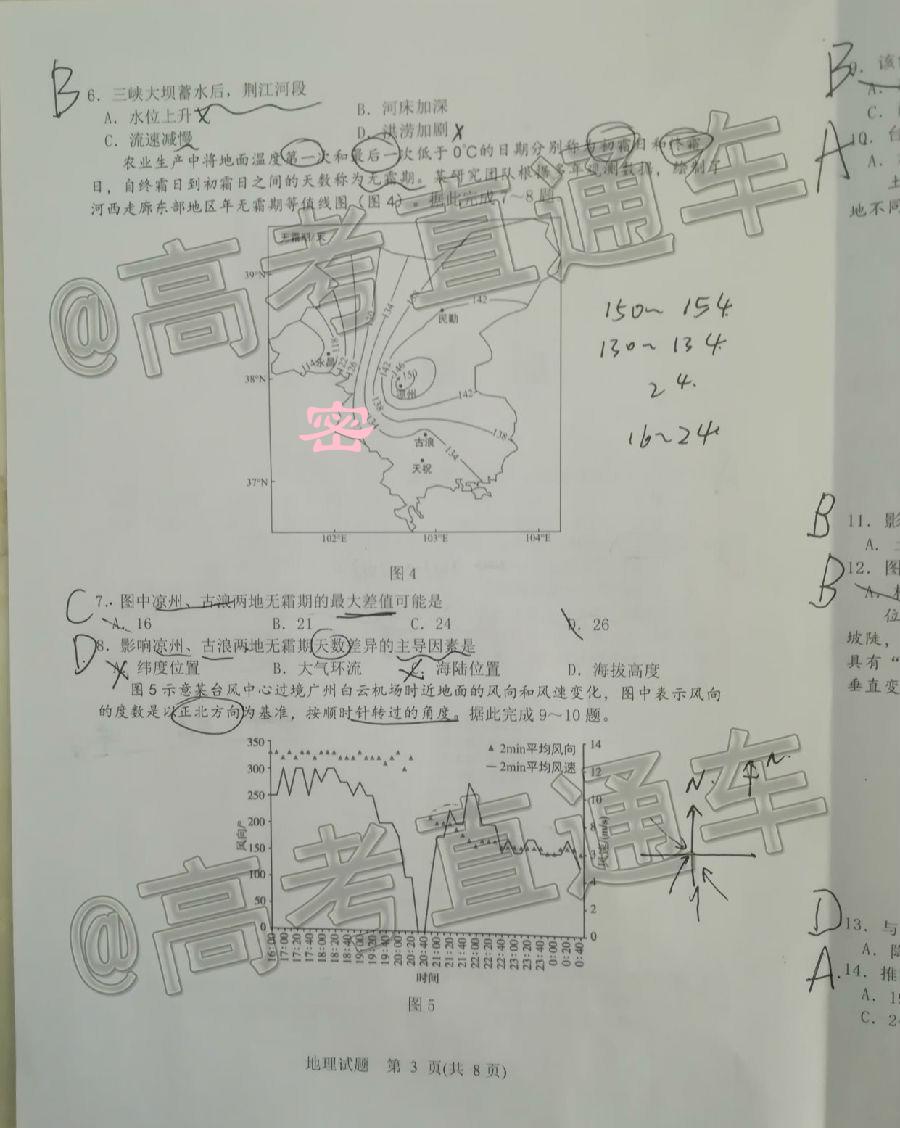 B
6. 三峡大坝蓄水后，荆江河段
A. 水位上升
B. 河床加深
C. 流速减慢
D. 洪涝加剧
农业生产中将地面温度第一次和最后一次低于0℃的日期分别称为初霜日和终霜
日，自终霜日到初霜日之间的天数称为无霜期。某研究团队根据多年观测数据，绘制了
河西走廊东部地区年无霜期等值线图（图4）。据此完成7～8题
@高考直通车
无霜期/天
39°N
38°N
37°N
142
134
118
114
122
126
142
146
150
138
134
142
138
134
民勤
永昌
凉州
古浪
天祝
密
102°E 103°E 104°E
图4
150~154
130~134
24
16~24
C
7. 图中凉州、古浪两地无霜期的最大差值可能是
A. 16 B. 21 C. 24 D. 26
D
8. 影响凉州、古浪两地无霜期天数差异的主导因素是
A. 纬度位置 B. 大气环流 C. 海陆位置 D. 海拔高度
图5示意某台风中心过境广州白云机场时近地面的风向和风速变化，图中表示风向
的度数是以正北方向为基准，按顺时针转过的角度。据此完成9～10题。
350
300
250
200
150
100
50
0
风向/°
▲ 2min平均风向
— 2min平均风速
14
12
10
8
4
2
0
风速/(m/s)
16:00 17:00 17:20 17:40 18:00 18:20 18:40 19:00 19:20 19:40 20:00 20:20 20:40 21:00 21:20 21:40 22:00 22:20 22:40 23:00 23:20 23:40 0:00 0:20 0:40
时间
图5
N
N
@高考直通车
地理试题 第 3 页(共 8 页)
B
9. 该
A.
C.
A
10. 台
A.
地不同
B
11. 影
A.
B
12. 图
A.
位
坡陡，
具有“
垂直变
D
13. 与
A. 降
A
14. 推
A. 19
C. 24